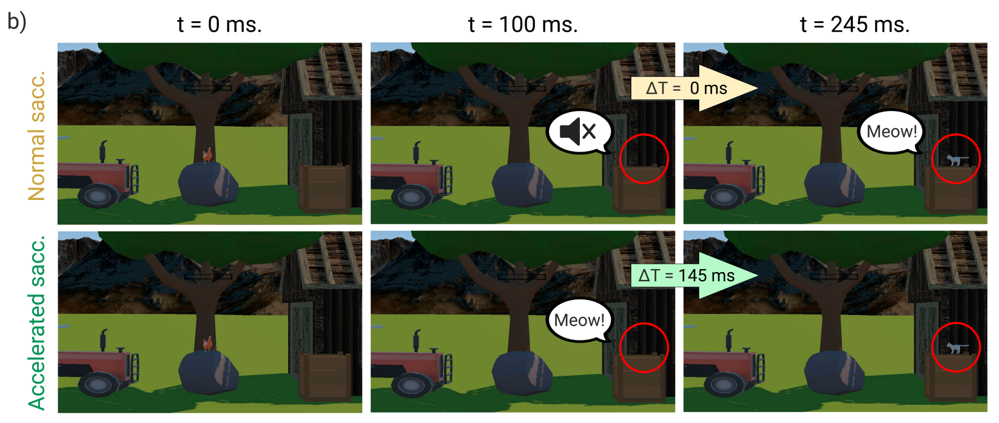 b)
t = 0 ms.
t = 100 ms.
t = 245 ms.
Normal sacc.
ΔT = 0 ms
Meow!
Accelerated sacc.
Meow!
ΔT = 145 ms